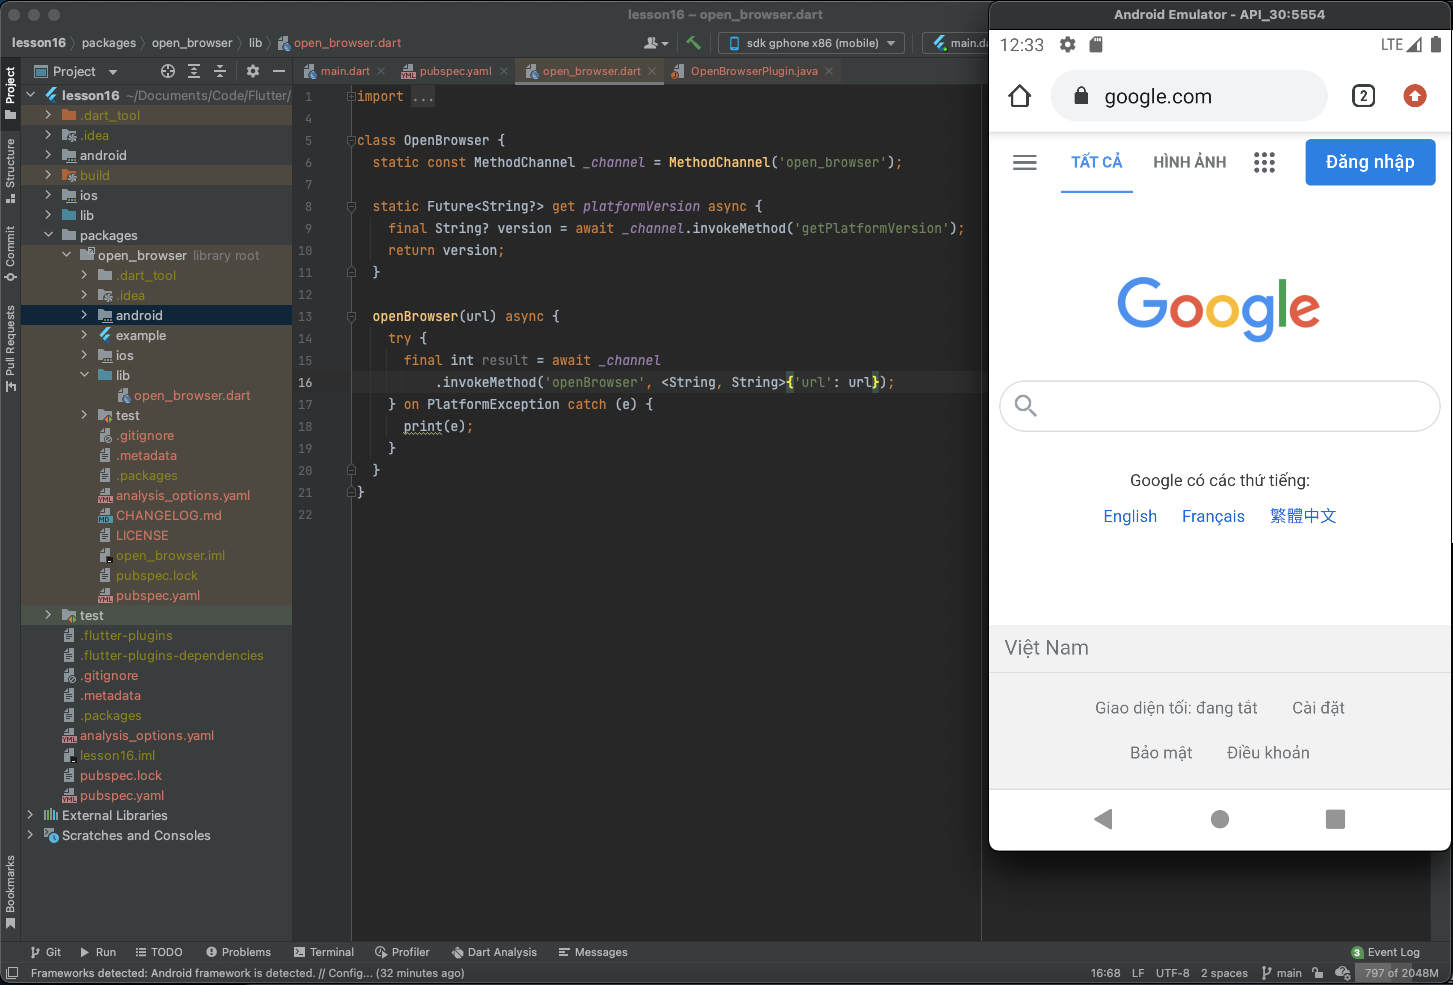 lesson16 – open_browser.dart
lesson16 packages open_browser lib open_browser.dart
sdk gphone x86 (mobile)
main.da
Project
main.dart
pubspec.yaml
open_browser.dart
OpenBrowserPlugin.java
Project
Structure
Commit
Pull Requests
Bookmarks
lesson16 ~/Documents/Code/Flutter/
.dart_tool
.idea
android
build
ios
lib
packages
open_browser library root
.dart_tool
.idea
android
example
ios
lib
open_browser.dart
test
.gitignore
.metadata
.packages
analysis_options.yaml
CHANGELOG.md
LICENSE
open_browser.iml
pubspec.lock
pubspec.yaml
test
.flutter-plugins
.flutter-plugins-dependencies
.gitignore
.metadata
.packages
analysis_options.yaml
lesson16.iml
pubspec.lock
pubspec.yaml
External Libraries
Scratches and Consoles
1 import ...
4
5 class OpenBrowser {
6 static const MethodChannel _channel = MethodChannel('open_browser');
7
8 static Future<String?> get platformVersion async {
9 final String? version = await _channel.invokeMethod('getPlatformVersion');
10 return version;
11 }
12
13 openBrowser(url) async {
14 try {
15 final int result = await _channel
16 .invokeMethod('openBrowser', <String, String>{'url': url});
17 } on PlatformException catch (e) {
18 print(e);
19 }
20 }
21 }
22
Android Emulator - API_30:5554
12:33
LTE
google.com
2
TẤT CẢ
HÌNH ẢNH
Đăng nhập
Google
Google có các thứ tiếng:
English Français 繁體中文
Việt Nam
Giao diện tối: đang tắt Cài đặt
Bảo mật Điều khoản
Git Run TODO Problems Terminal Profiler Dart Analysis Messages
3 Event Log
Frameworks detected: Android framework is detected. // Config... (32 minutes ago)
16:68 LF UTF-8 2 spaces main 797 of 2048M